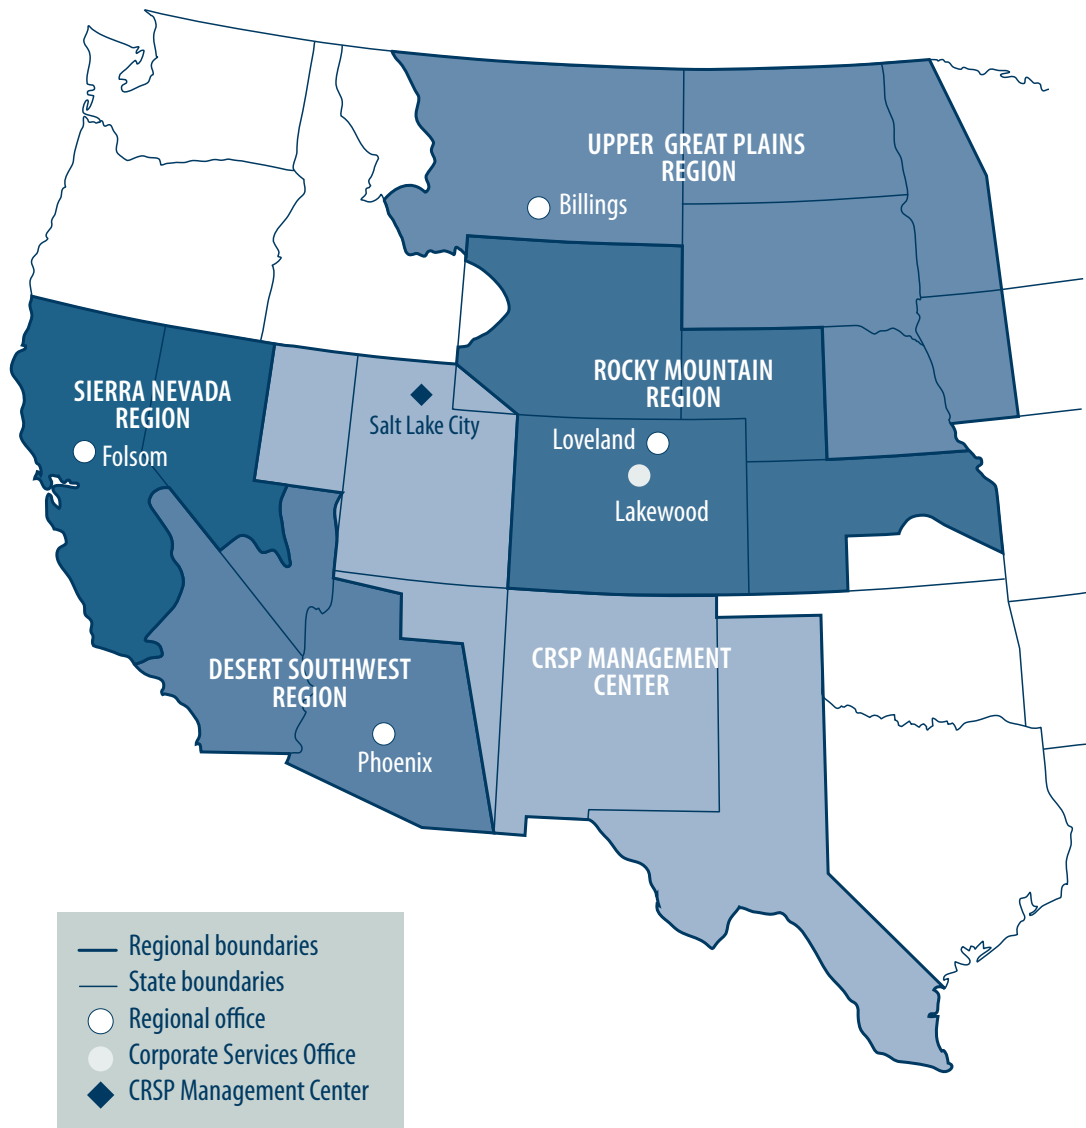 UPPER GREAT PLAINS
REGION
Billings
ROCKY MOUNTAIN
REGION
SIERRA NEVADA
REGION
Salt Lake City
Loveland
Folsom
Lakewood
CRSP MANAGEMENT
CENTER
DESERT SOUTHWEST
REGION
Phoenix
Regional boundaries
State boundaries
Regional office
Corporate Services Office
CRSP Management Center